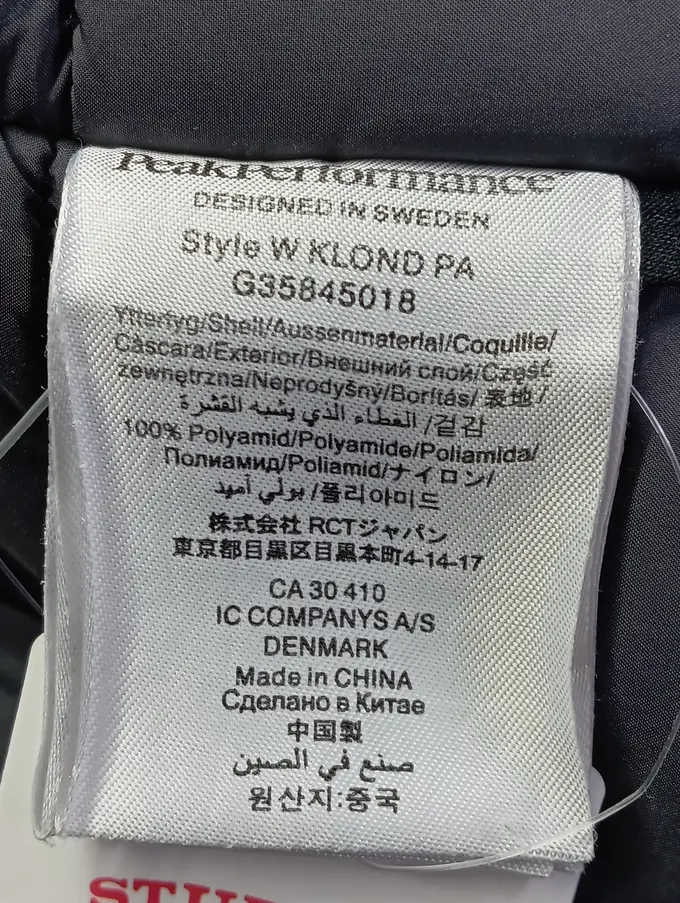 PeakPerformance
DESIGNED IN SWEDEN
Style W KLOND PA
G35845018
Yttertyg/Shell/Aussenmaterial/Coquille/
Cáscara/Exterior/Внешний слой/Część
zewnętrzna/Neprodyšný/Borítás/ 表地 /
الغطاء الذي يشبه القشرة /겉감
100% Polyamid/Polyamide/Poliamida/
Полиамид/Poliamid/ナイロン/
بولي أميد /폴리아미드
株式会社 RCTジャパン
東京都目黒区目黒本町4-14-17
CA 30 410
IC COMPANYS A/S
DENMARK
Made in CHINA
Сделано в Китае
中国製
صنع في الصين
원산지:중국